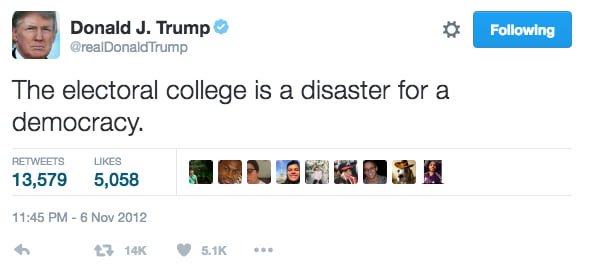 Donald J. Trump
@realDonaldTrump
Following
The electoral college is a disaster for a
democracy.
RETWEETS LIKES
13,579 5,058
11:45 PM - 6 Nov 2012
14K 5.1K